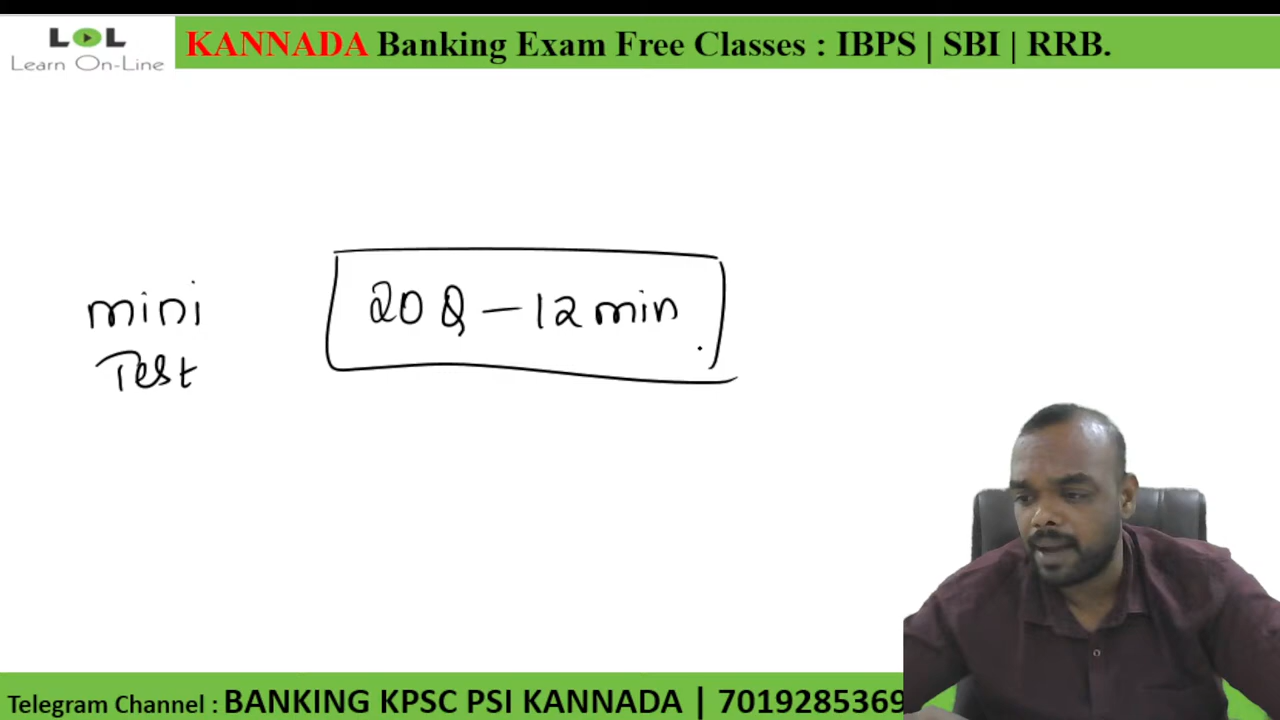 LOL
Learn On-Line
KANNADA Banking Exam Free Classes : IBPS | SBI | RRB.
mini
Test
20 Q – 12 min
Telegram Channel : BANKING KPSC PSI KANNADA | 7019285369